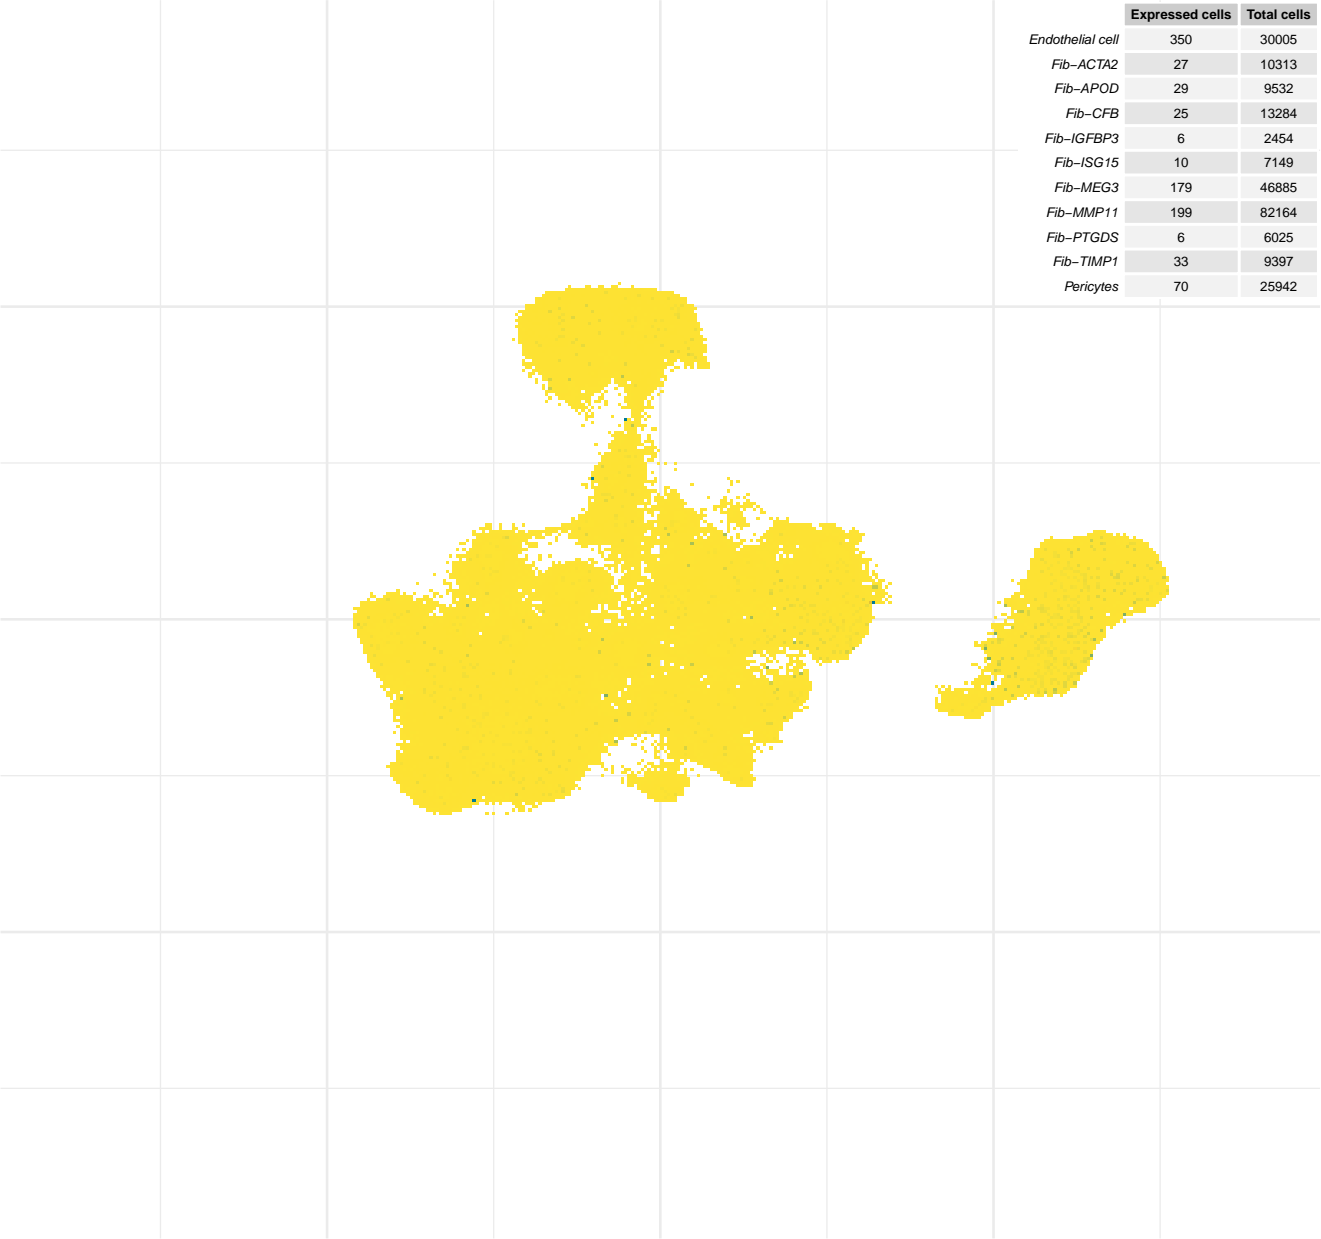 Expressed cells Total cells
Endothelial cell 350 30005
Fib−ACTA2 27 10313
Fib−APOD 29 9532
Fib−CFB 25 13284
Fib−IGFBP3 6 2454
Fib−ISG15 10 7149
Fib−MEG3 179 46885
Fib−MMP11 199 82164
Fib−PTGDS 6 6025
Fib−TIMP1 33 9397
Pericytes 70 25942